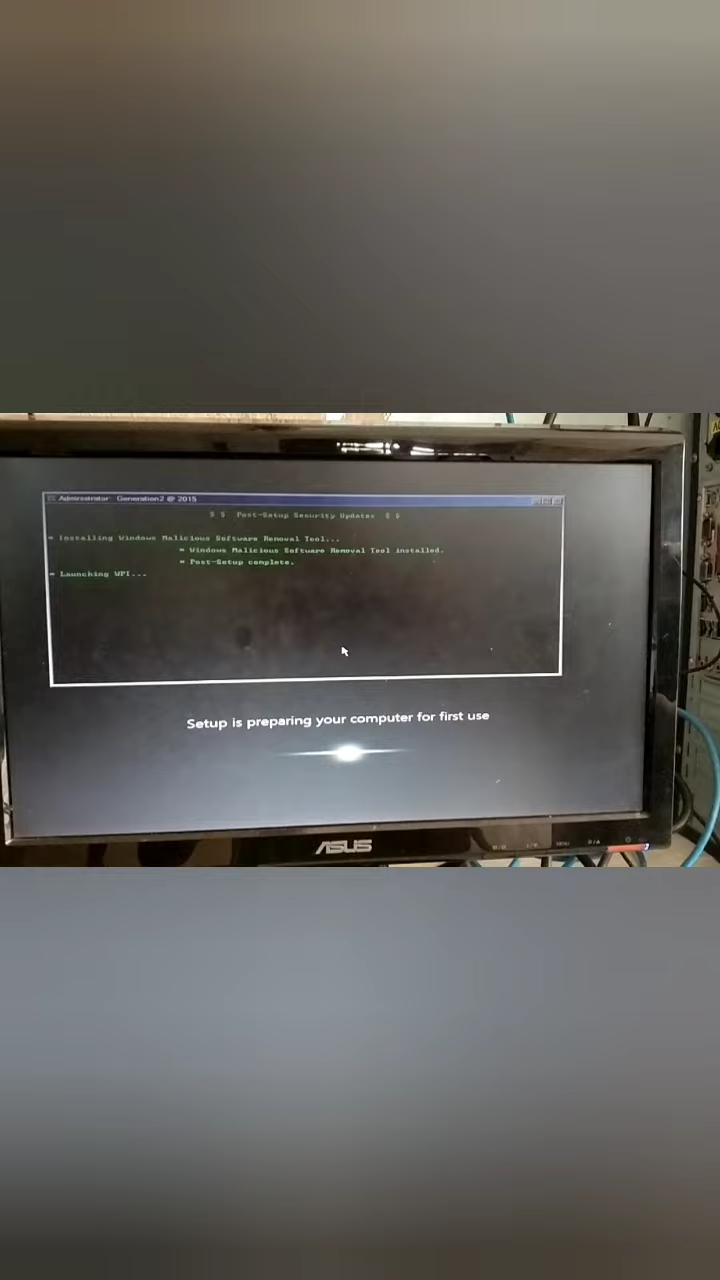 Administrator: Generation2 @ 2015
$ $ Post-Setup Security Updates $ $
= Installing Windows Malicious Software Removal Tool...
= Windows Malicious Software Removal Tool installed.
= Post-Setup complete.
= Launching WPI...
Setup is preparing your computer for first use
ASUS
MENU